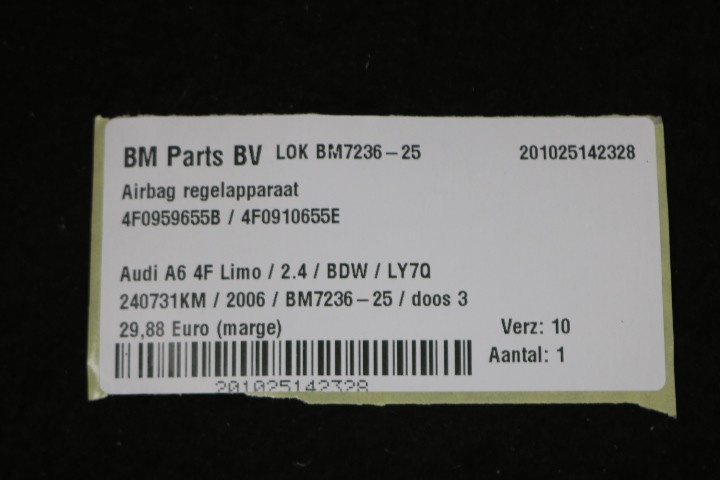 BM Parts BV LOK BM7236-25 201025142328
Airbag regelapparaat
4F0959655B / 4F0910655E
Audi A6 4F Limo / 2.4 / BDW / LY7Q
240731KM / 2006 / BM7236-25 / doos 3
29,88 Euro (marge) Verz: 10
Aantal: 1
201025142328